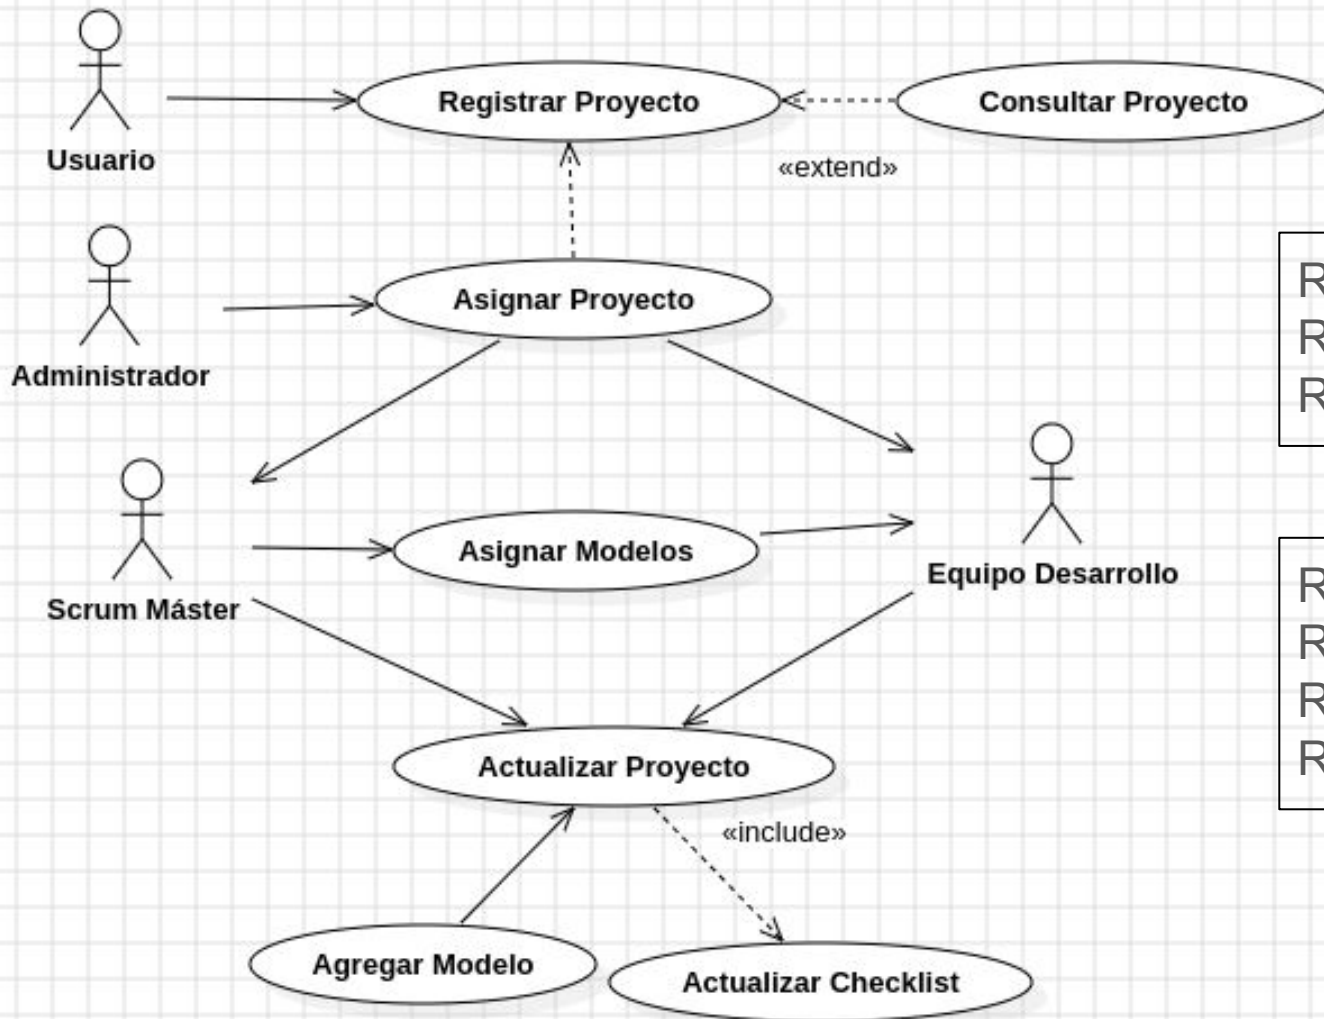 Registrar Proyecto
Consultar Proyecto
Usuario
«extend»
Asignar Proyecto
R
R
R
Administrador
Asignar Modelos
Equipo Desarrollo
Scrum Máster
R
R
R
R
Actualizar Proyecto
«include»
Agregar Modelo
Actualizar Checklist